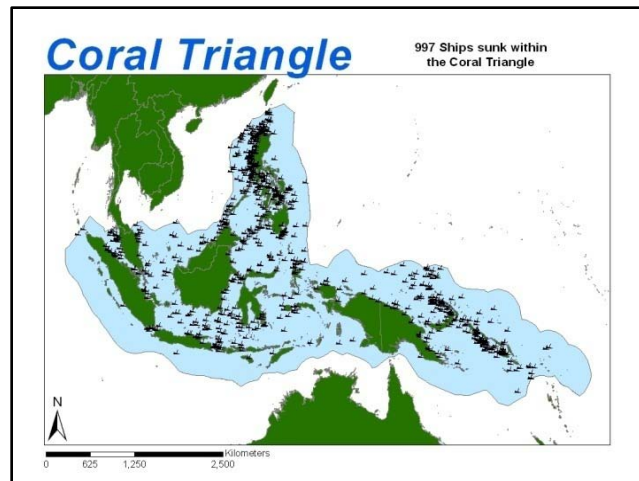 Coral Triangle
997 Ships sunk within
the Coral Triangle
N
Kilometers
0 625 1,250 2,500